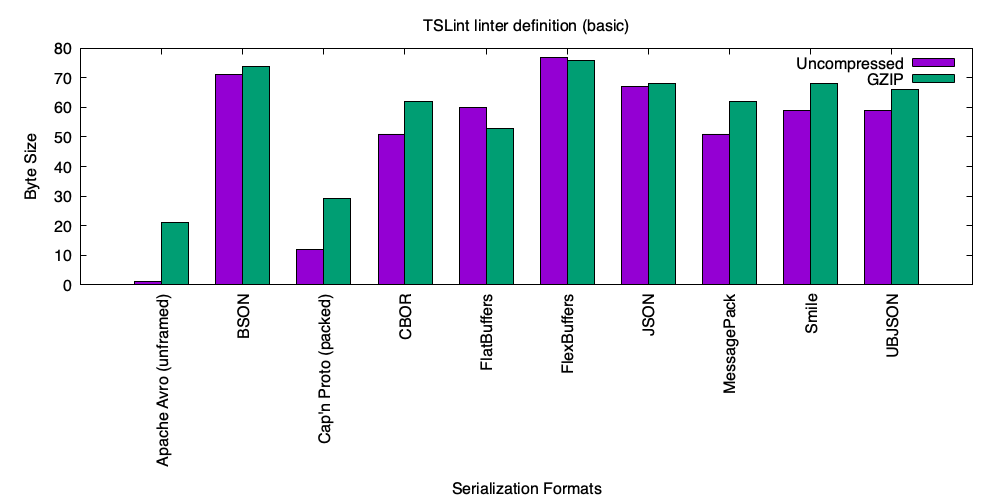 TSLint linter definition (basic)
Uncompressed
GZIP
80
70
60
50
40
30
20
10
0
Byte Size
Apache Avro (unframed)
BSON
Cap'n Proto (packed)
CBOR
FlatBuffers
FlexBuffers
JSON
MessagePack
Smile
UBJSON
Serialization Formats